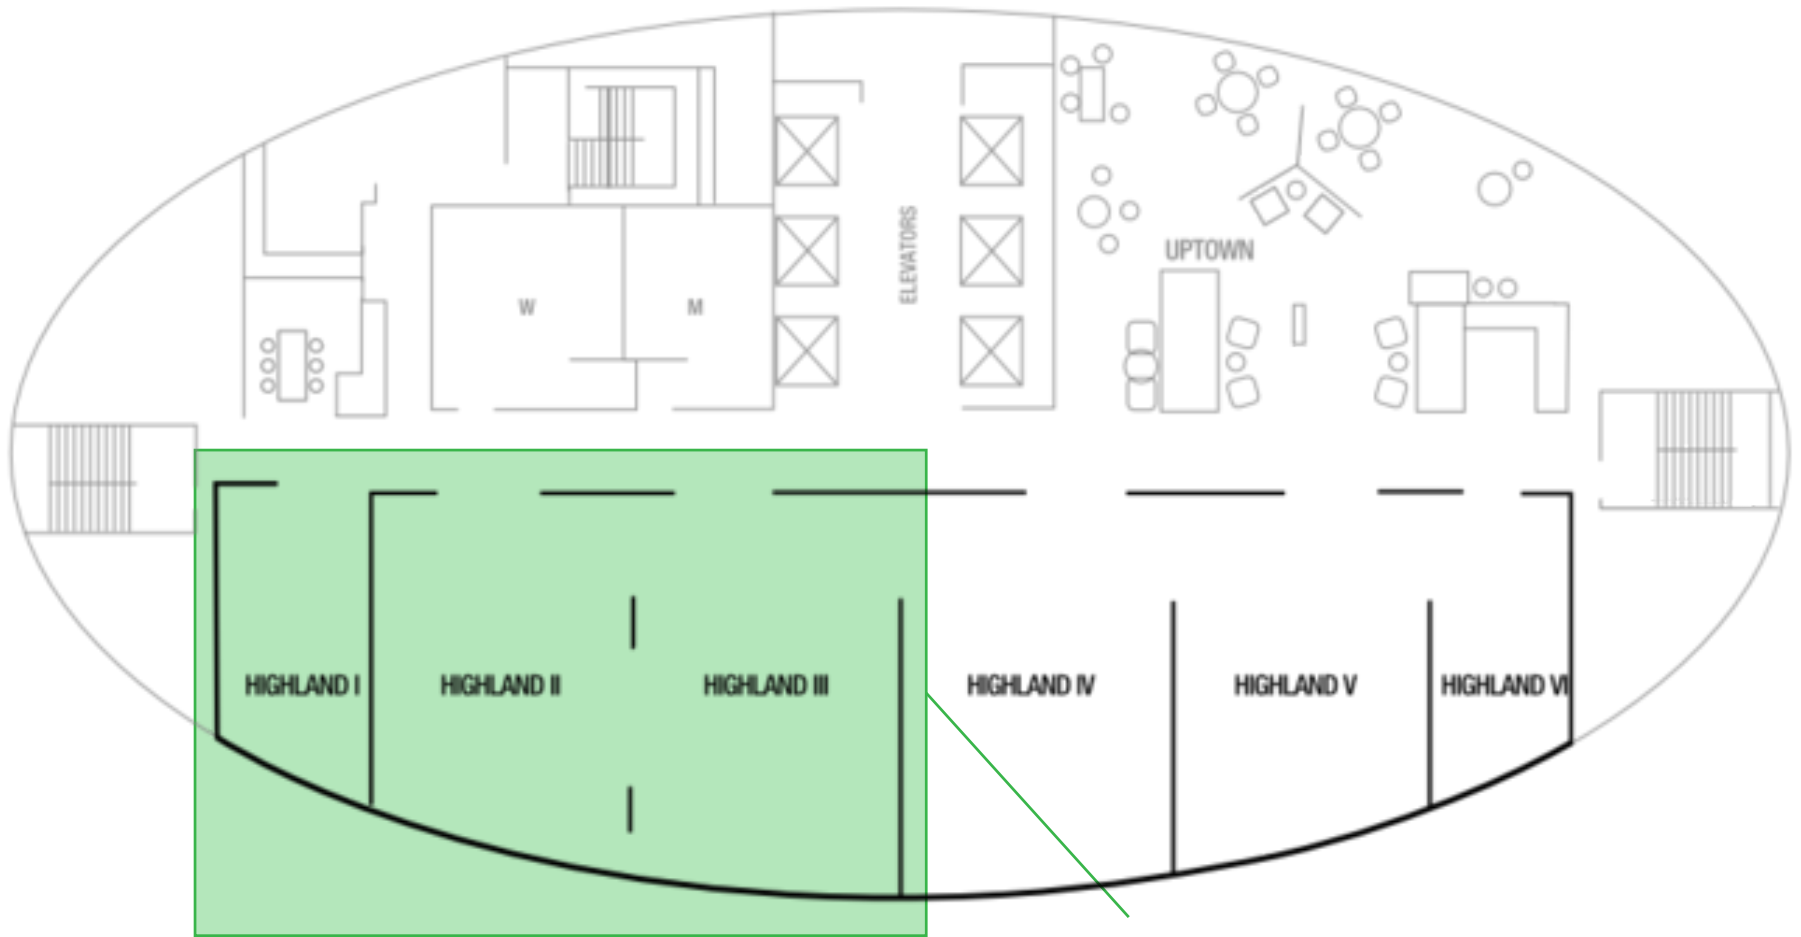 ELEVATORS
UPTOWN
W
M
HIGHLAND I
HIGHLAND II
HIGHLAND III
HIGHLAND IV
HIGHLAND V
HIGHLAND VI